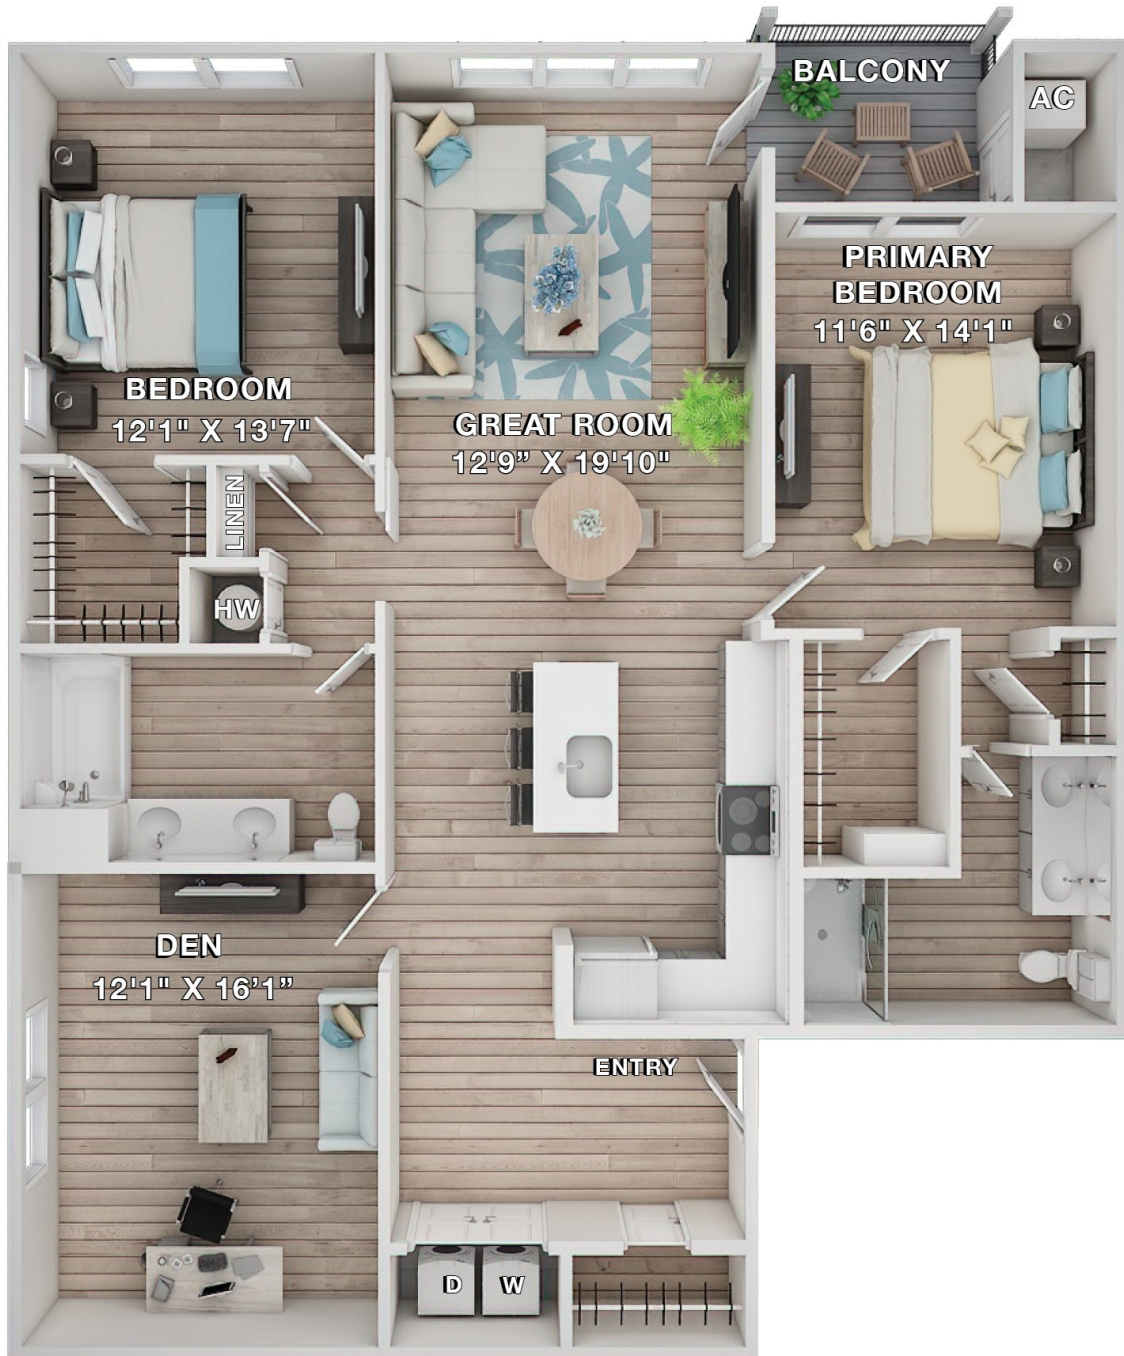 BALCONY
AC
PRIMARY
BEDROOM
11'6" X 14'1"
BEDROOM
12'1" X 13'7"
GREAT ROOM
12'9” X 19'10"
LINEN
HW
DEN
12'1" X 16’1”
ENTRY
D
W